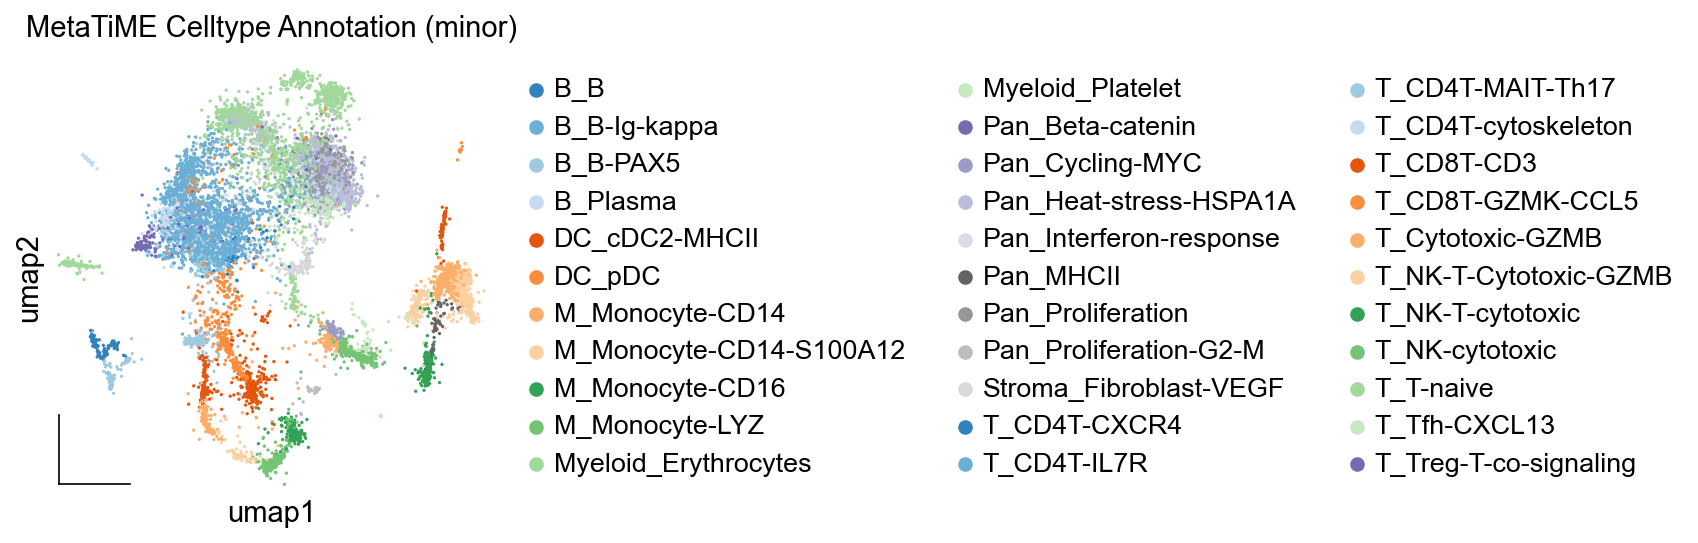 MetaTiME Celltype Annotation (minor)
umap2
umap1
B_B
B_B-Ig-kappa
B_B-PAX5
B_Plasma
DC_cDC2-MHCII
DC_pDC
M_Monocyte-CD14
M_Monocyte-CD14-S100A12
M_Monocyte-CD16
M_Monocyte-LYZ
Myeloid_Erythrocytes
Myeloid_Platelet
Pan_Beta-catenin
Pan_Cycling-MYC
Pan_Heat-stress-HSPA1A
Pan_Interferon-response
Pan_MHCII
Pan_Proliferation
Pan_Proliferation-G2-M
Stroma_Fibroblast-VEGF
T_CD4T-CXCR4
T_CD4T-IL7R
T_CD4T-MAIT-Th17
T_CD4T-cytoskeleton
T_CD8T-CD3
T_CD8T-GZMK-CCL5
T_Cytotoxic-GZMB
T_NK-T-Cytotoxic-GZMB
T_NK-T-cytotoxic
T_NK-cytotoxic
T_T-naive
T_Tfh-CXCL13
T_Treg-T-co-signaling